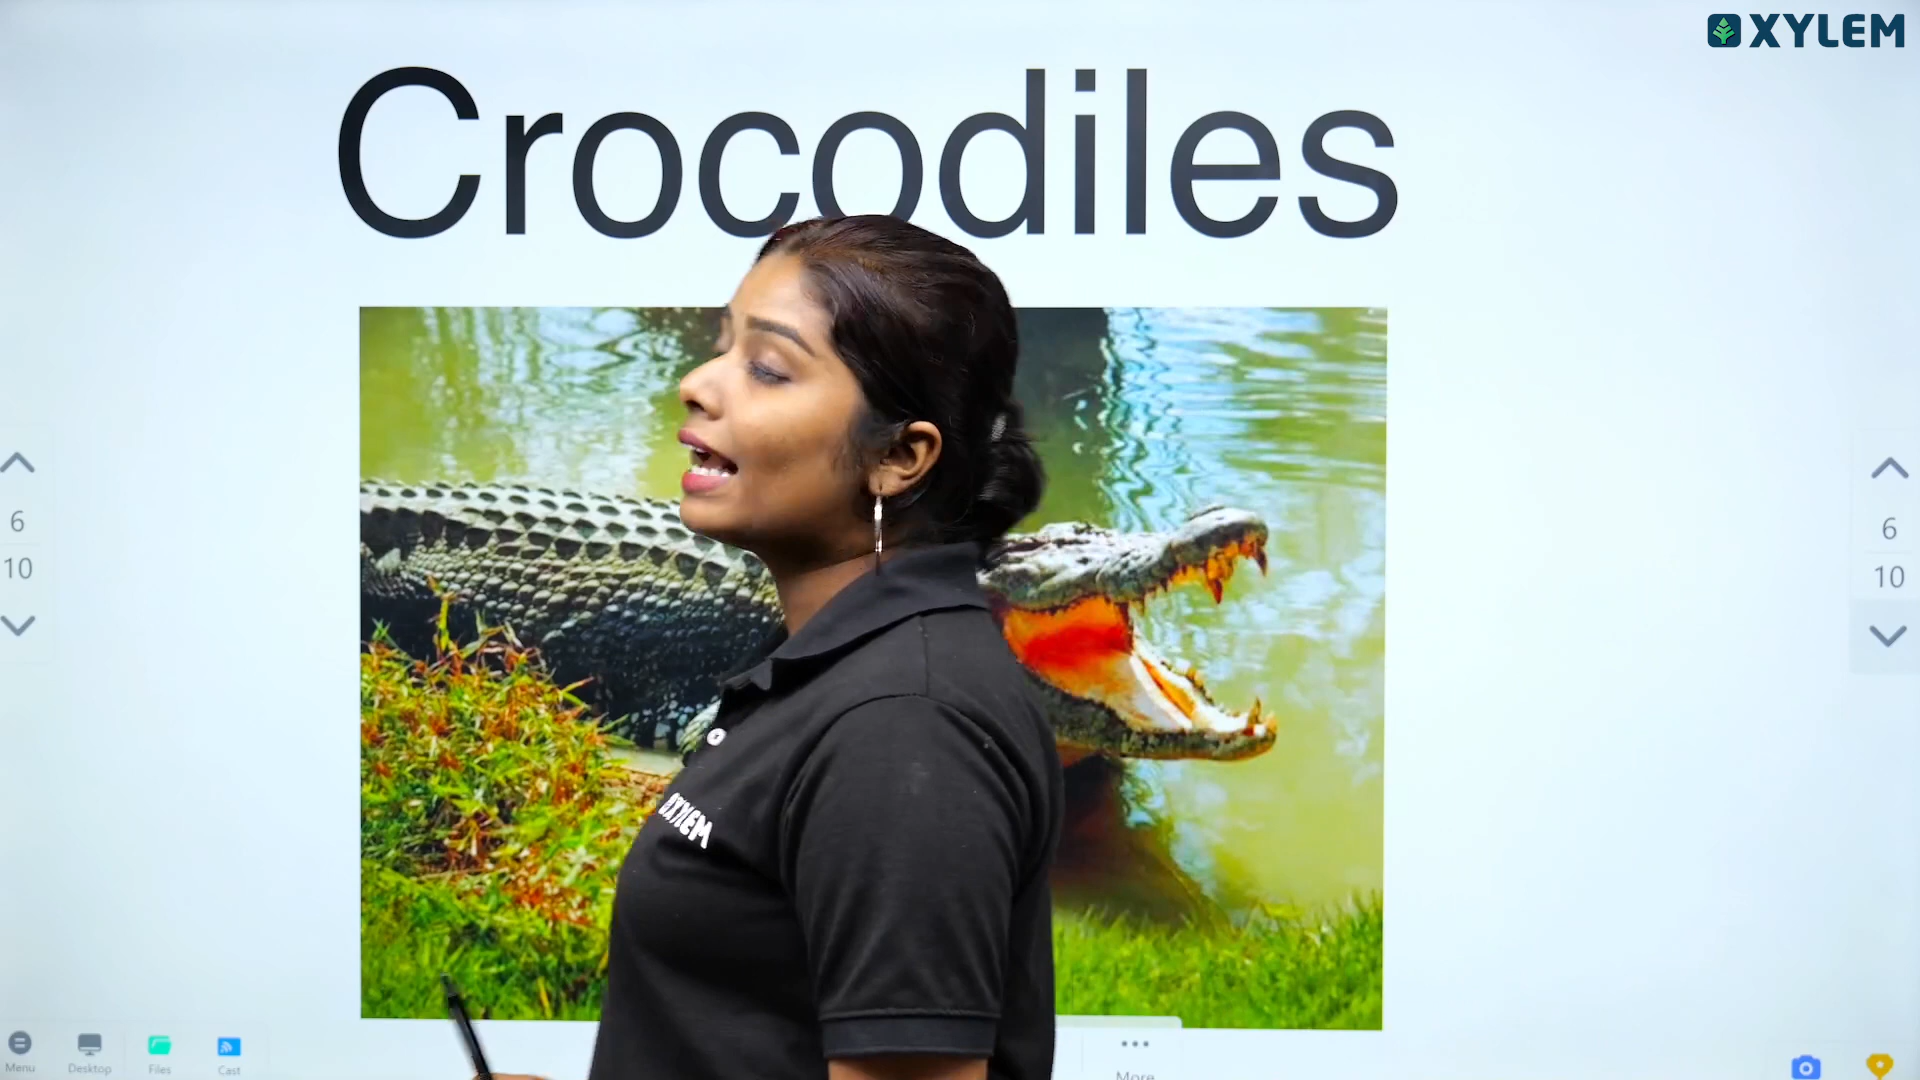 XYLEM
Crocodiles
6
10
6
10
XYLEM
Menu
Desktop
Files
Cast
More